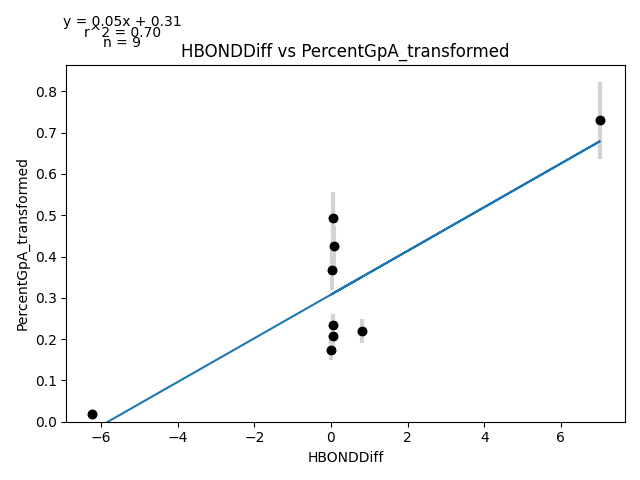 y = 0.05x + 0.31
r^2 = 0.70
n = 9
HBONDDiff vs PercentGpA_transformed
PercentGpA_transformed
0.8
0.7
0.6
0.5
0.4
0.3
0.2
0.1
0.0
−6 −4 −2 0 2 4 6
HBONDDiff